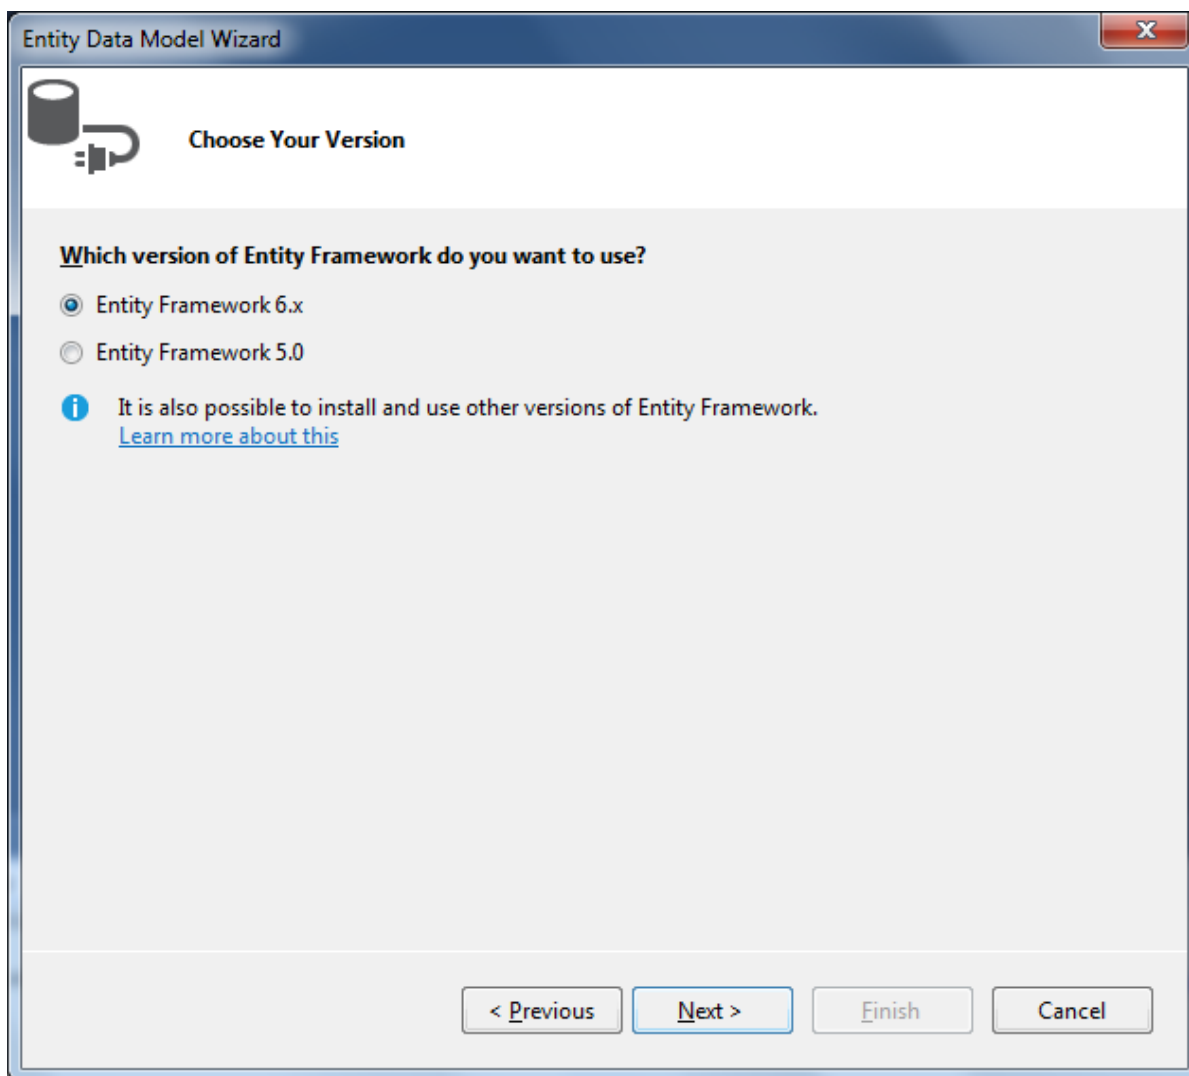 Entity Data Model Wizard
Choose Your Version
Which version of Entity Framework do you want to use?
Entity Framework 6.x
Entity Framework 5.0
It is also possible to install and use other versions of Entity Framework.
Learn more about this
< Previous
Next >
Finish
Cancel